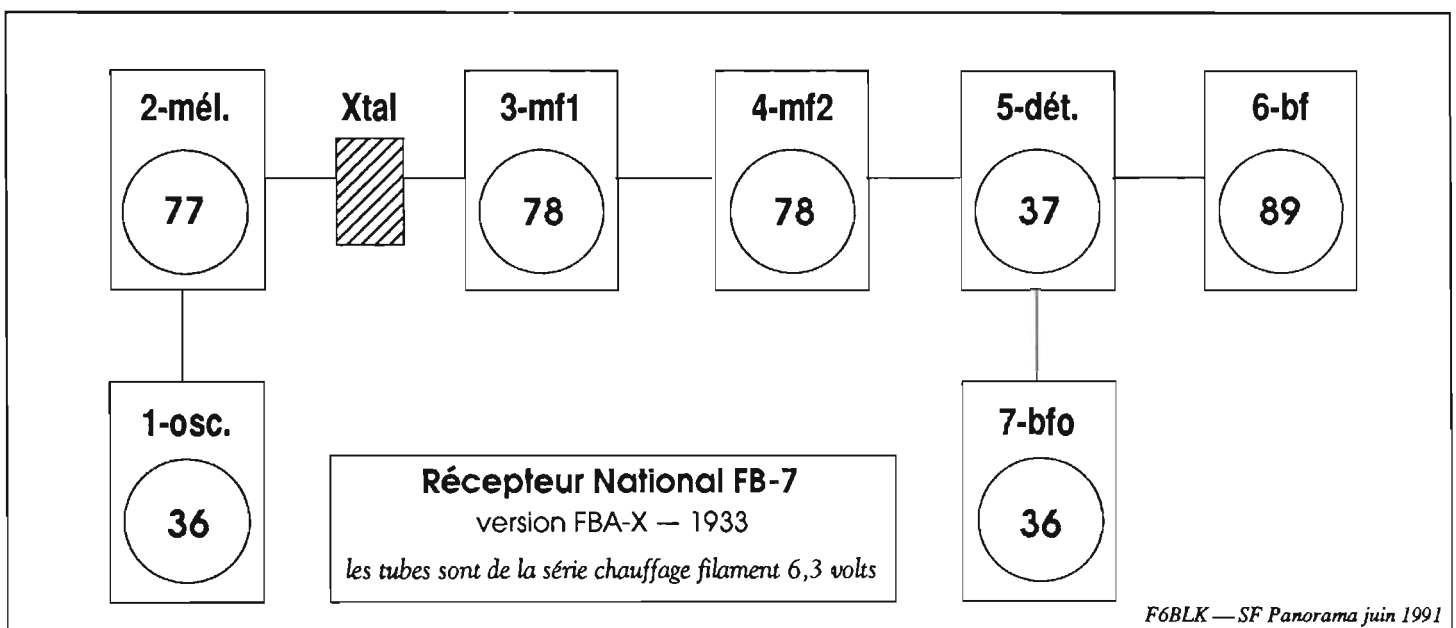 2-mél.
Xtal
3-mf1
4-mf2
5-dét.
6-bf
77
78
78
37
89
1-osc.
7-bfo
36
36
Récepteur National FB-7
version FBA-X — 1933
les tubes sont de la série chauffage filament 6,3 volts
F6BLK — SF Panorama juin 1991